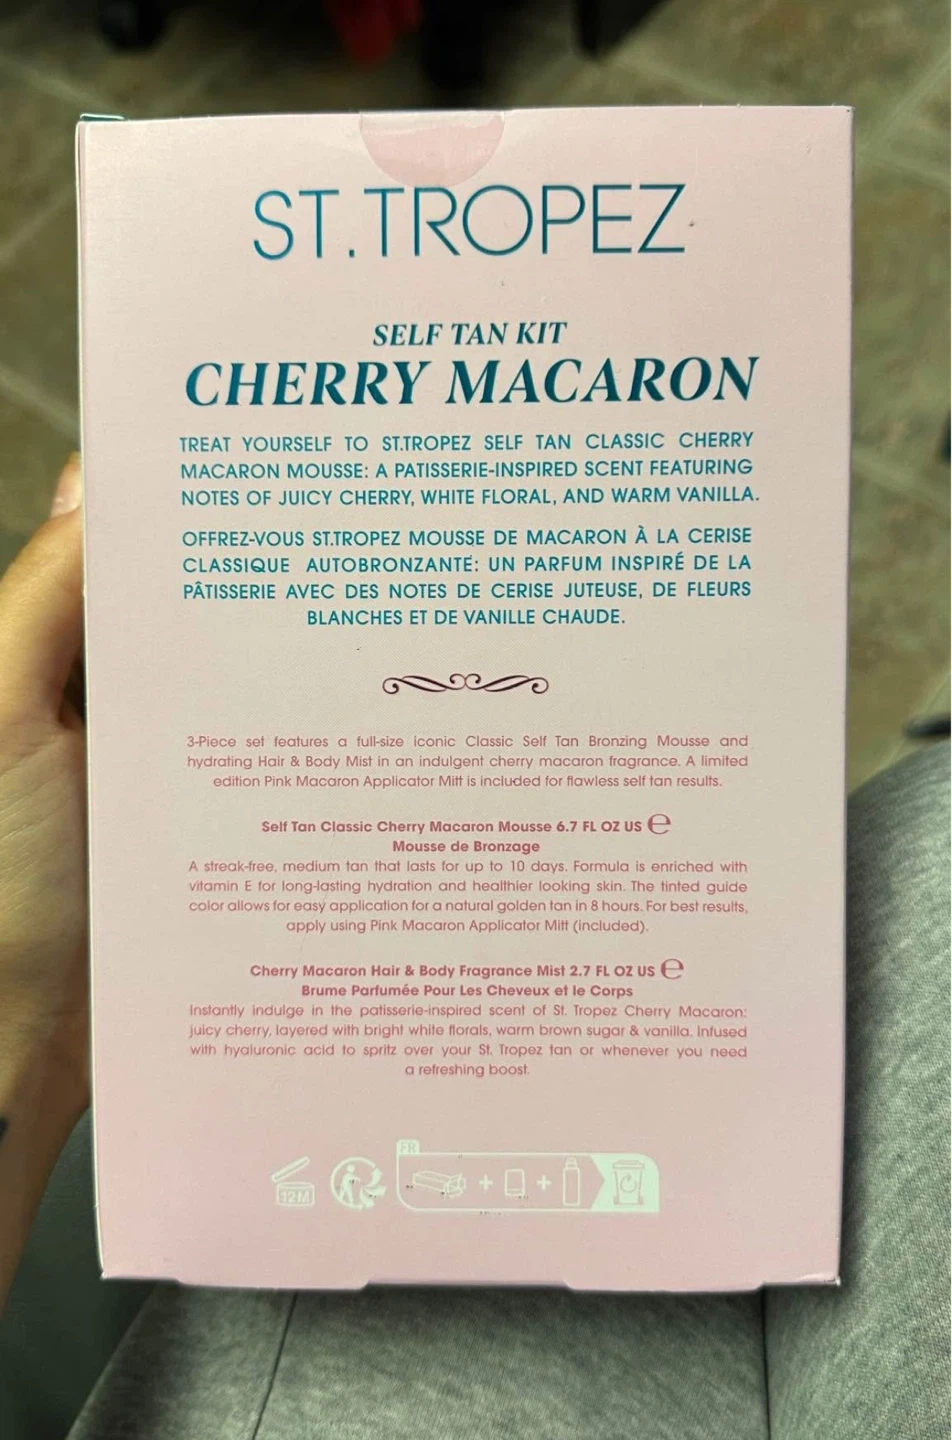 ST.TROPEZ
SELF TAN KIT
CHERRY MACARON
TREAT YOURSELF TO ST.TROPEZ SELF TAN CLASSIC CHERRY
MACARON MOUSSE: A PATISSERIE-INSPIRED SCENT FEATURING
NOTES OF JUICY CHERRY, WHITE FLORAL, AND WARM VANILLA.
OFFREZ-VOUS ST.TROPEZ MOUSSE DE MACARON À LA CERISE
CLASSIQUE AUTOBRONZANTE: UN PARFUM INSPIRÉ DE LA
PÂTISSERIE AVEC DES NOTES DE CERISE JUTEUSE, DE FLEURS
BLANCHES ET DE VANILLE CHAUDE.
3-Piece set features a full-size iconic Classic Self Tan Bronzing Mousse and
hydrating Hair & Body Mist in an indulgent cherry macaron fragrance. A limited
edition Pink Macaron Applicator Mitt is included for flawless self tan results.
Self Tan Classic Cherry Macaron Mousse 6.7 FL OZ US ℮
Mousse de Bronzage
A streak-free, medium tan that lasts for up to 10 days. Formula is enriched with
vitamin E for long-lasting hydration and healthier looking skin. The tinted guide
color allows for easy application for a natural golden tan in 8 hours. For best results,
apply using Pink Macaron Applicator Mitt (included).
Cherry Macaron Hair & Body Fragrance Mist 2.7 FL OZ US ℮
Brume Parfumée Pour Les Cheveux et le Corps
Instantly indulge in the patisserie-inspired scent of St. Tropez Cherry Macaron:
juicy cherry, layered with bright white florals, warm brown sugar & vanilla. Infused
with hyaluronic acid to spritz over your St. Tropez tan or whenever you need
a refreshing boost.
FR
12M + +